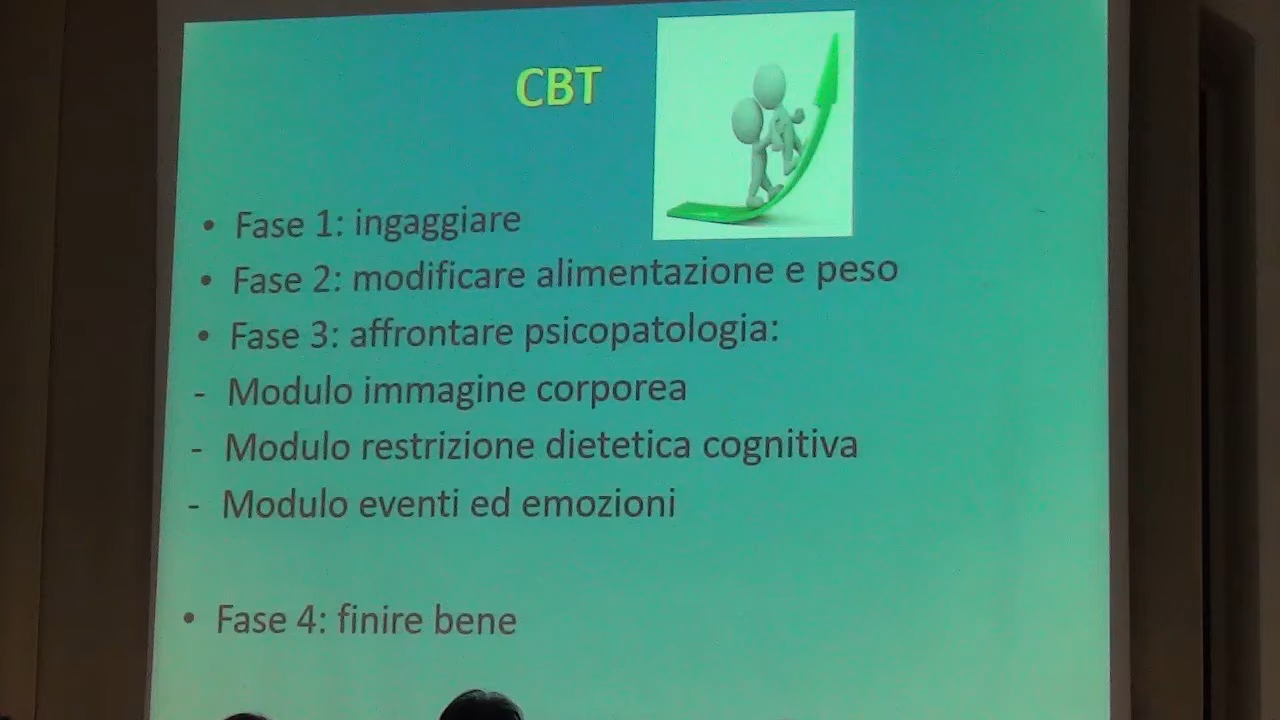 CBT
• Fase 1: ingaggiare
• Fase 2: modificare alimentazione e peso
• Fase 3: affrontare psicopatologia:
- Modulo immagine corporea
- Modulo restrizione dietetica cognitiva
- Modulo eventi ed emozioni
• Fase 4: finire bene